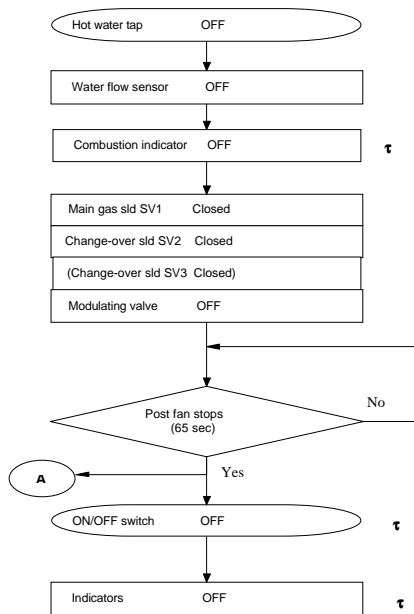 Hot water tap OFF
Water flow sensor OFF
Combustion indicator OFF τ
Main gas sld SV1 Closed
Change-over sld SV2 Closed
(Change-over sld SV3 Closed)
Modulating valve OFF
Post fan stops
(65 sec)
No
Yes
A
ON/OFF switch OFF τ
Indicators OFF τ